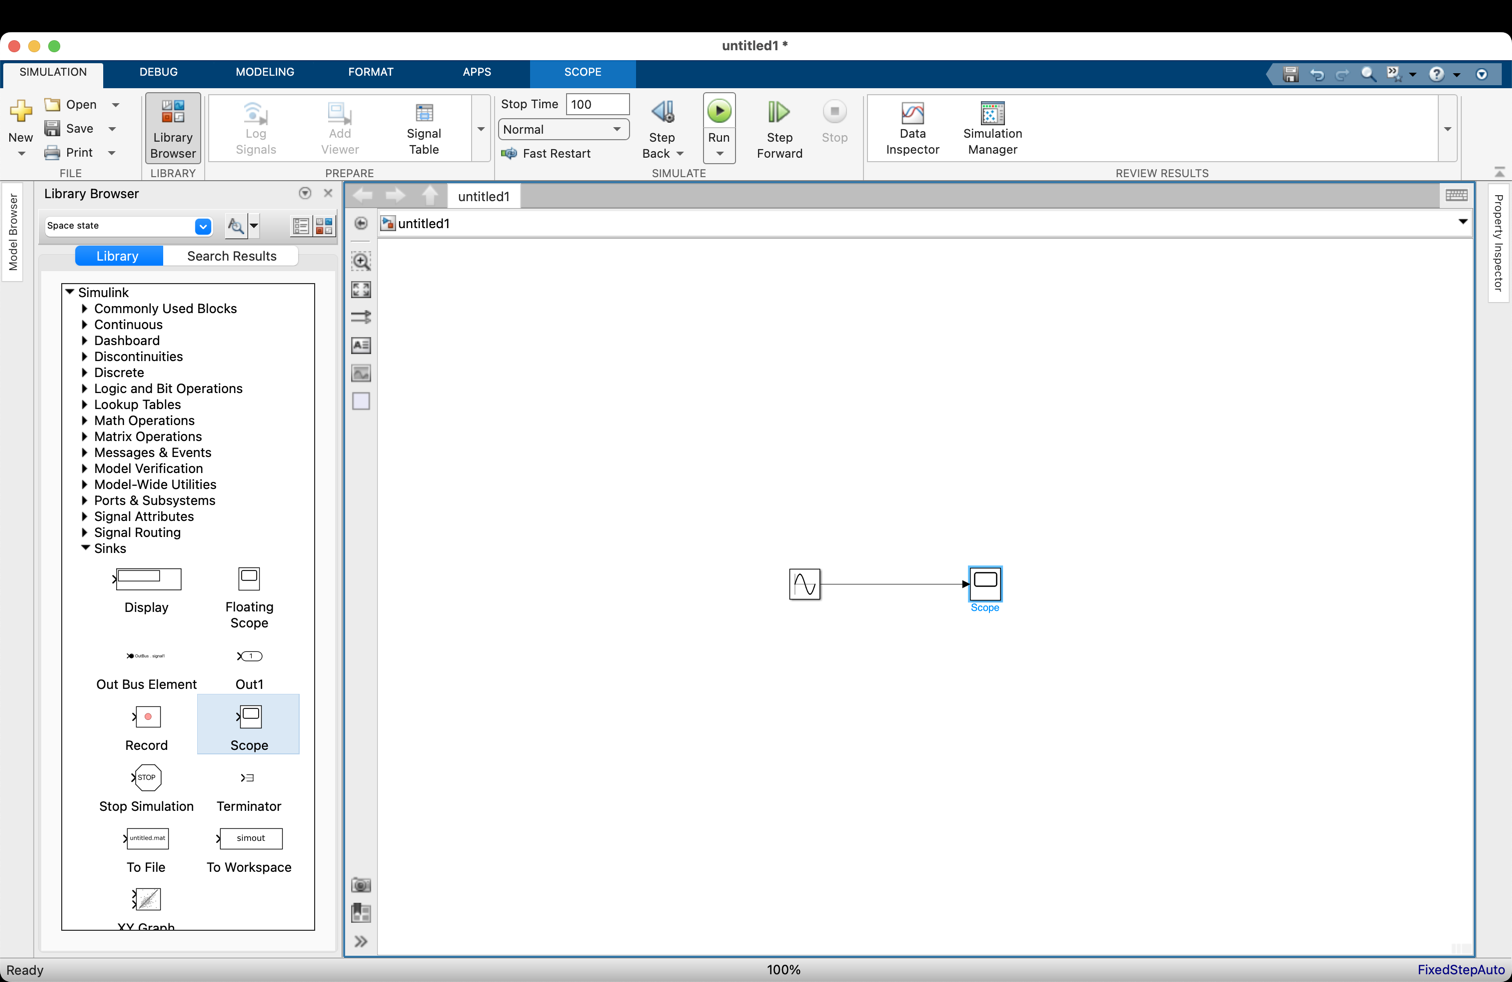 untitled1 *
SIMULATION DEBUG MODELING FORMAT APPS SCOPE
New
Open
Save
Print
FILE
Library
Browser
LIBRARY
Log
Signals
Add
Viewer
Signal
Table
PREPARE
Stop Time 100
Normal
Fast Restart
Step
Back
Run
Step
Forward
Stop
SIMULATE
Data
Inspector
Simulation
Manager
REVIEW RESULTS
Model Browser
Library Browser
Space state
Library Search Results
Simulink
Commonly Used Blocks
Continuous
Dashboard
Discontinuities
Discrete
Logic and Bit Operations
Lookup Tables
Math Operations
Matrix Operations
Messages & Events
Model Verification
Model-Wide Utilities
Ports & Subsystems
Signal Attributes
Signal Routing
Sinks
Display
Floating
Scope
OutBus signal1
Out Bus Element
1
Out1
Record
Scope
STOP
Stop Simulation
Terminator
untitled.mat
To File
simout
To Workspace
XY Graph
untitled1
untitled1
Scope
Property Inspector
Ready
100%
FixedStepAuto